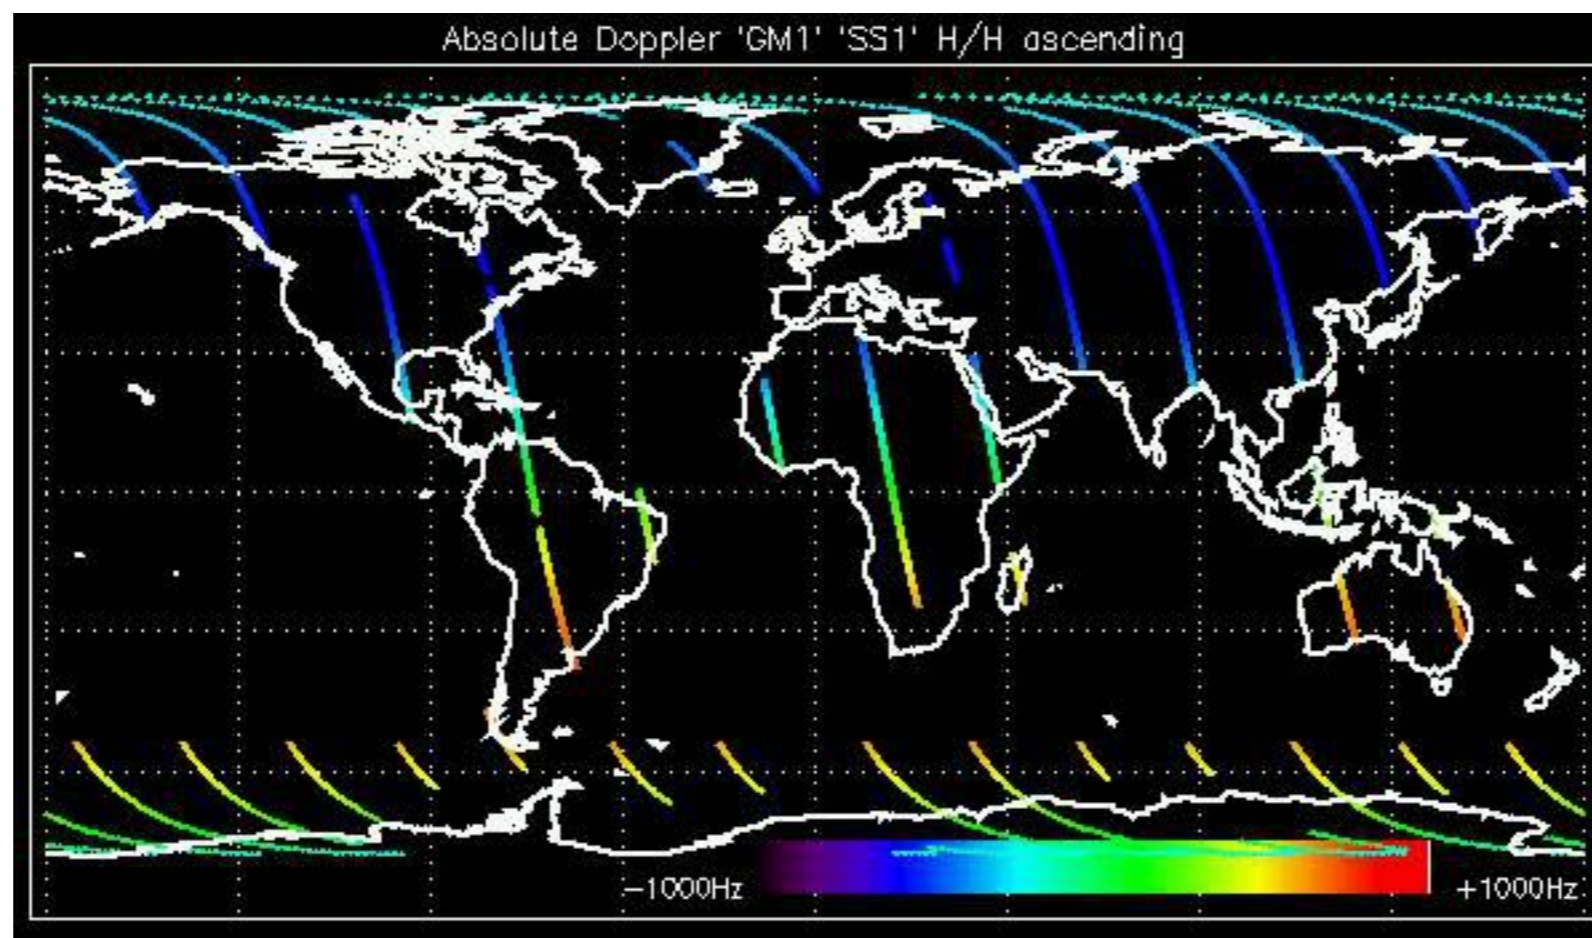 Absolute Doppler 'GM1' 'SS1' H/H ascending
−1000Hz +1000Hz